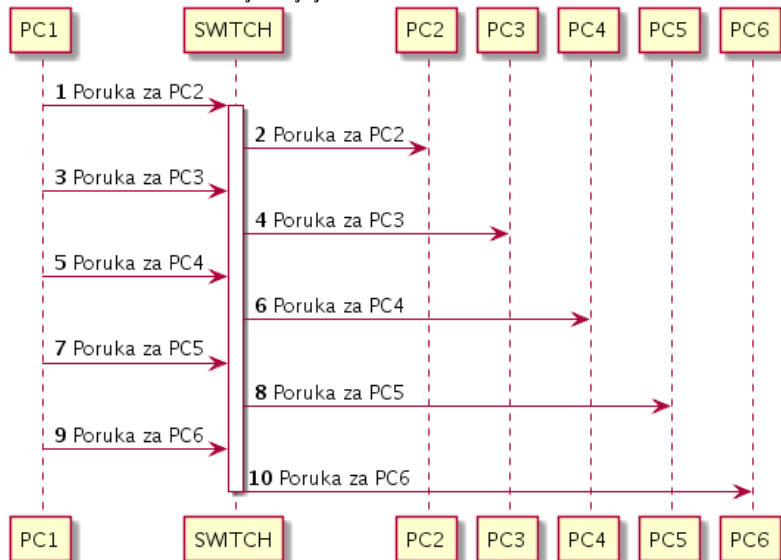 PC1 SWITCH PC2 PC3 PC4 PC5 PC6
1 Poruka za PC2
2 Poruka za PC2
3 Poruka za PC3
4 Poruka za PC3
5 Poruka za PC4
6 Poruka za PC4
7 Poruka za PC5
8 Poruka za PC5
9 Poruka za PC6
10 Poruka za PC6
PC1 SWITCH PC2 PC3 PC4 PC5 PC6